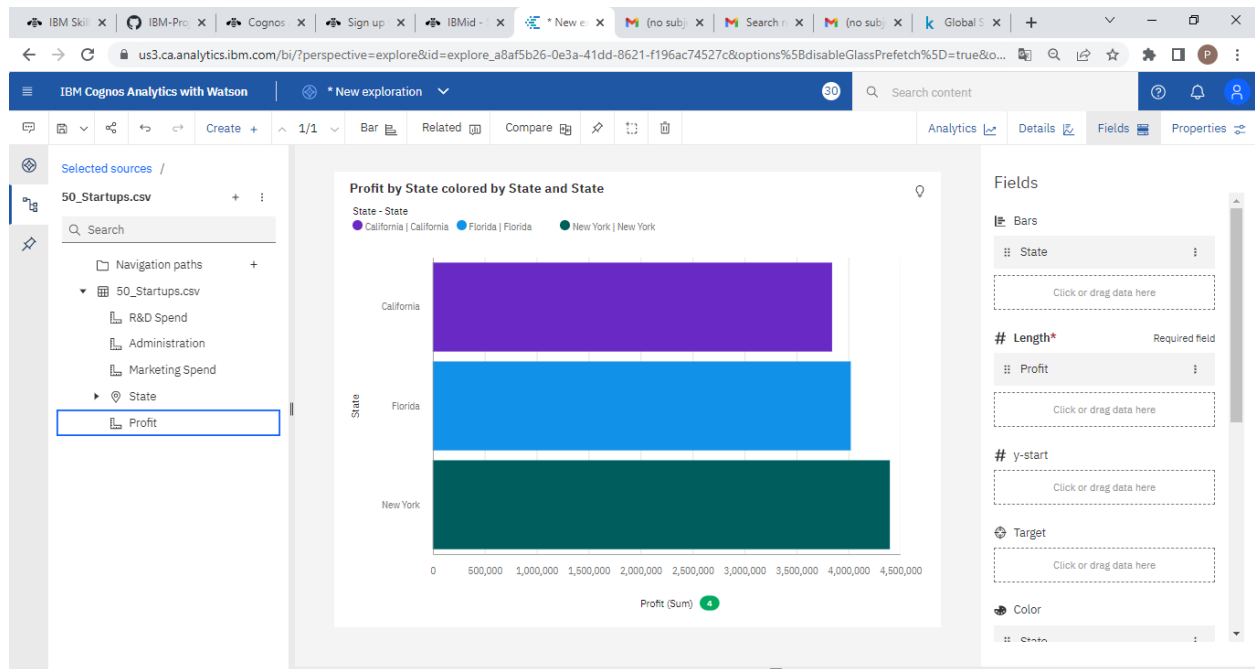 IBM Skil
IBM-Pro
Cognos
Sign up
IBMid -
* New e
(no subj
Search r
(no subj
Global S
us3.ca.analytics.ibm.com/bi/?perspective=explore&id=explore_a8af5b26-0e3a-41dd-8621-f196ac74527c&options%5BdisableGlassPrefetch%5D=true&o...
P
IBM Cognos Analytics with Watson
* New exploration
30
Search content
Create +
1/1
Bar
Related
Compare
Analytics
Details
Fields
Properties
Selected sources /
50_Startups.csv
Search
Navigation paths
50_Startups.csv
R&D Spend
Administration
Marketing Spend
State
Profit
Profit by State colored by State and State
State - State
California | California
Florida | Florida
New York | New York
State
California
Florida
New York
0
500,000
1,000,000
1,500,000
2,000,000
2,500,000
3,000,000
3,500,000
4,000,000
4,500,000
Profit (Sum) 4
Fields
Bars
State
Click or drag data here
# Length* Required field
Profit
Click or drag data here
# y-start
Click or drag data here
Target
Click or drag data here
Color
State